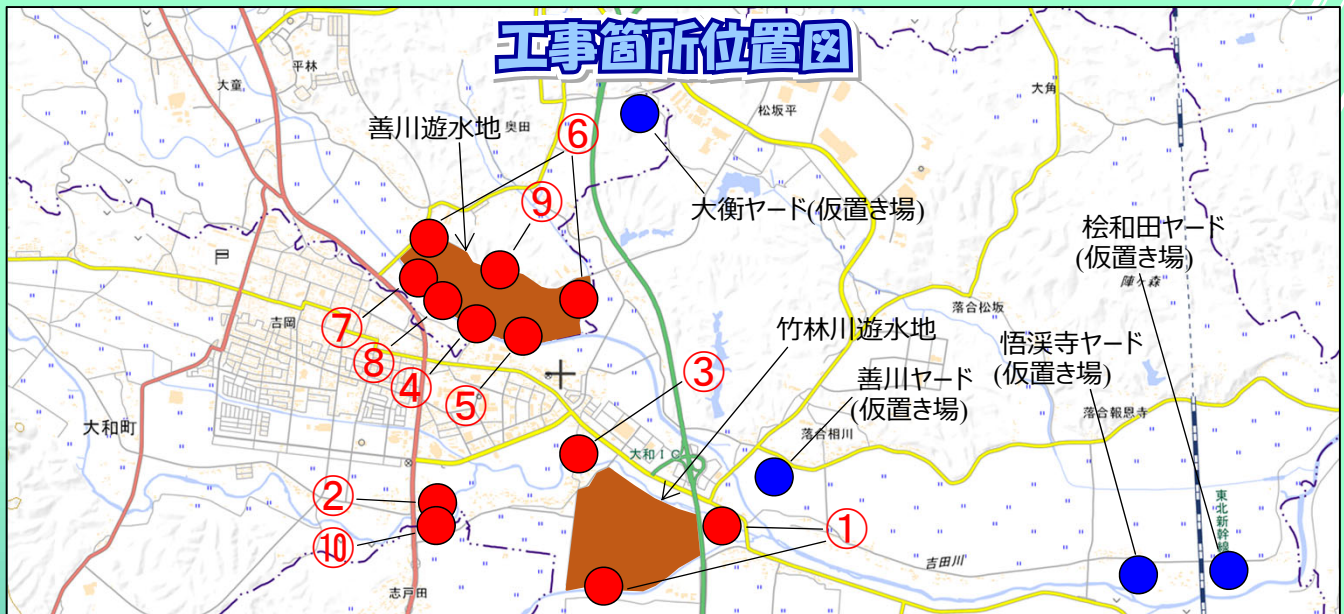 工事箇所位置図
平林
大童
大角
松坂平
善川遊水地
奥田
⑥
⑨
大衡ヤード(仮置き場)
桧和田ヤード
(仮置き場)
陣ヶ森
落合松坂
⑦
吉岡
竹林川遊水地
悟渓寺ヤード
(仮置き場)
⑧
④
⑤
③
善川ヤード
(仮置き場)
落合報恩寺
大和町
落合相川
大和IC
②
⑩
①
東北新幹線
吉田川
志戸田